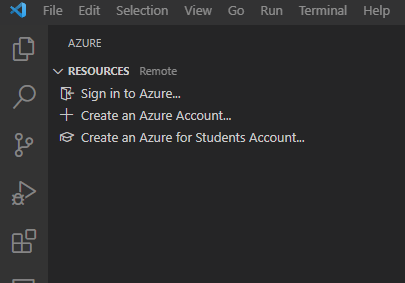 File Edit Selection View Go Run Terminal Help
AZURE
RESOURCES Remote
Sign in to Azure...
Create an Azure Account...
Create an Azure for Students Account...